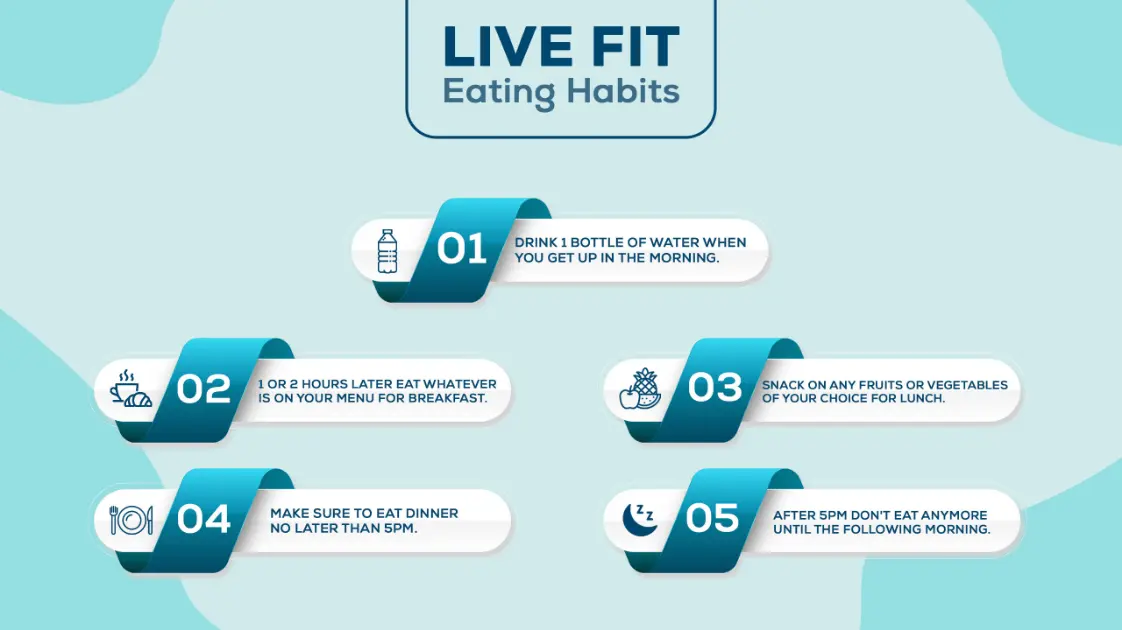 LIVE FIT
Eating Habits
01
DRINK 1 BOTTLE OF WATER WHEN
YOU GET UP IN THE MORNING.
02
1 OR 2 HOURS LATER EAT WHATEVER
IS ON YOUR MENU FOR BREAKFAST.
03
SNACK ON ANY FRUITS OR VEGETABLES
OF YOUR CHOICE FOR LUNCH.
04
MAKE SURE TO EAT DINNER
NO LATER THAN 5PM.
05
AFTER 5PM DON'T EAT ANYMORE
UNTIL THE FOLLOWING MORNING.
z z z